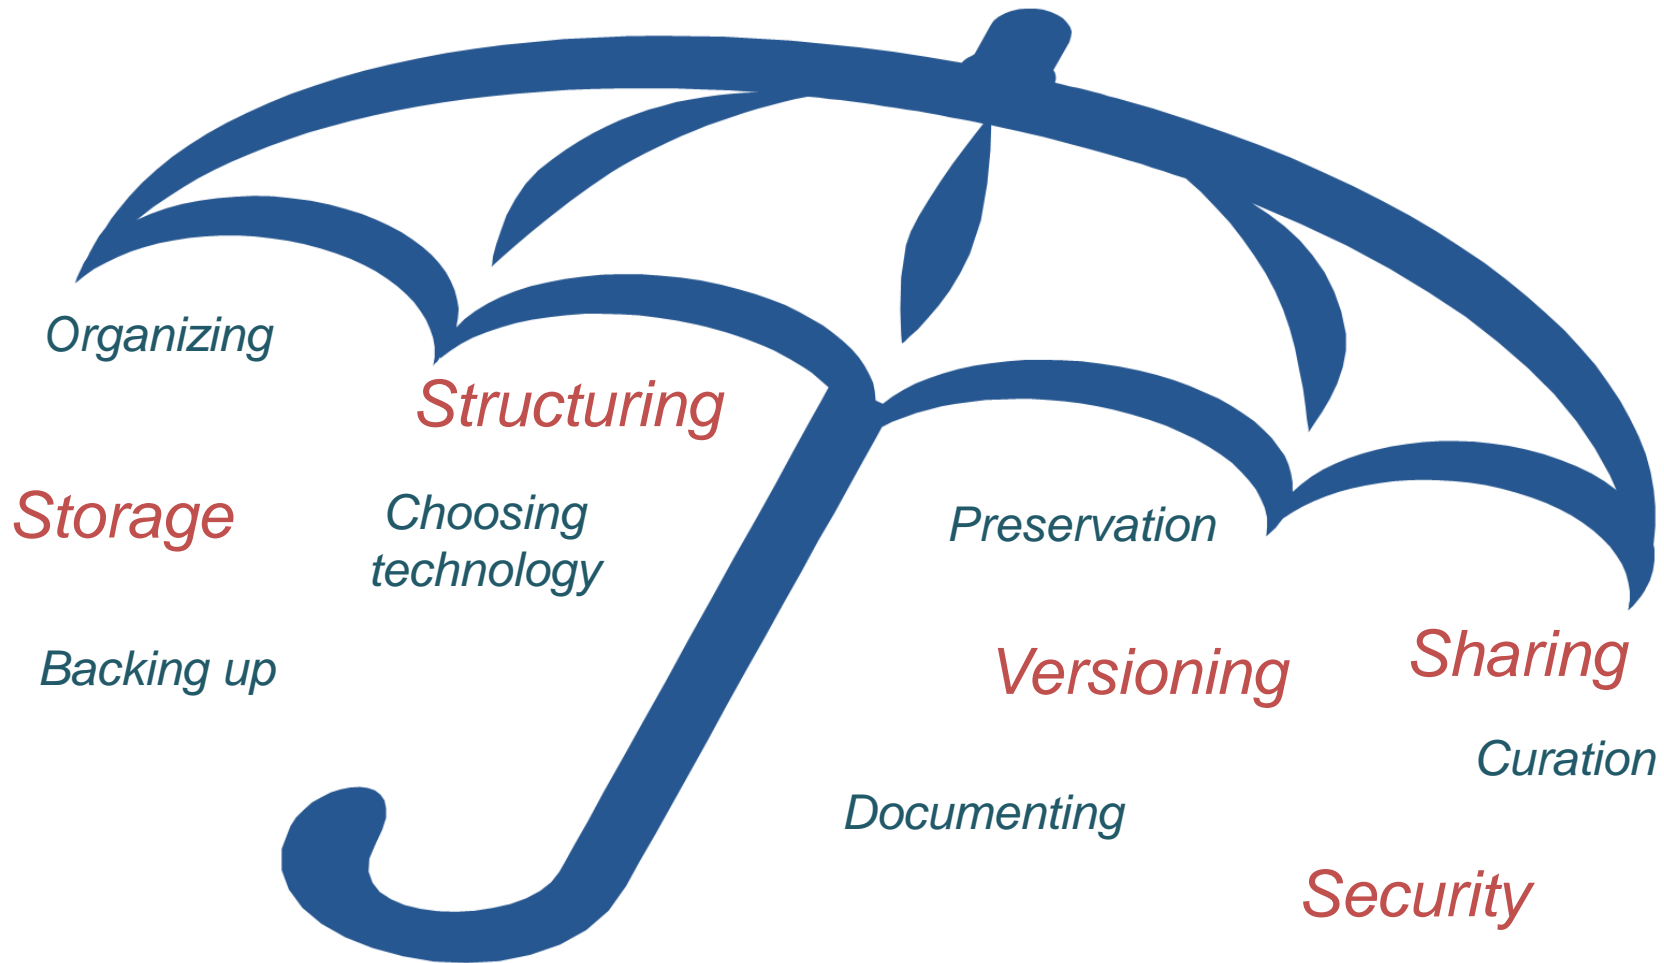 Organizing
Structuring
Storage
Choosing
technology
Preservation
Backing up
Versioning
Sharing
Curation
Documenting
Security